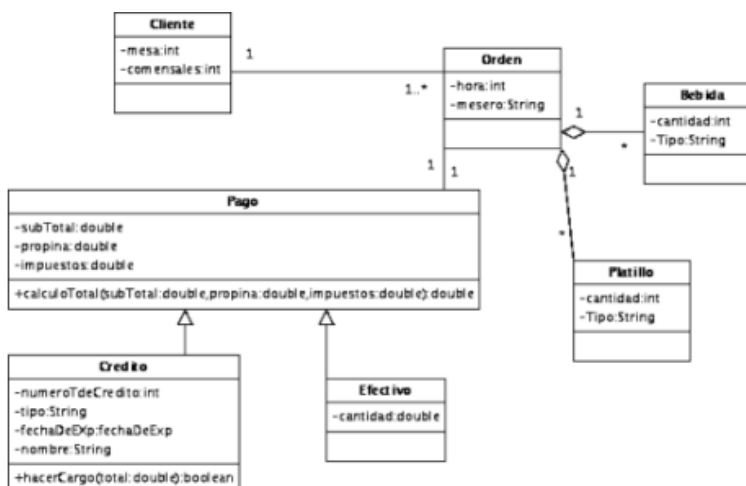 Cliente
-mesa:int
-comensales:int
1
1..*
Orden
-hora:int
-mesero:String
1
*
Bebida
-cantidad:int
-Tipo:String
1
1
1
*
Pago
-subTotal:double
-propina:double
-impuestos:double
+calculoTotal(subTotal:double,propina:double,impuestos:double):double
Platillo
-cantidad:int
-Tipo:String
Credito
-numeroTdeCredito:int
-tipo:String
-fechaDeEXp:fechaDeExp
-nombre:String
+hacerCargo(total:double):boolean
Efectivo
-cantidad:double